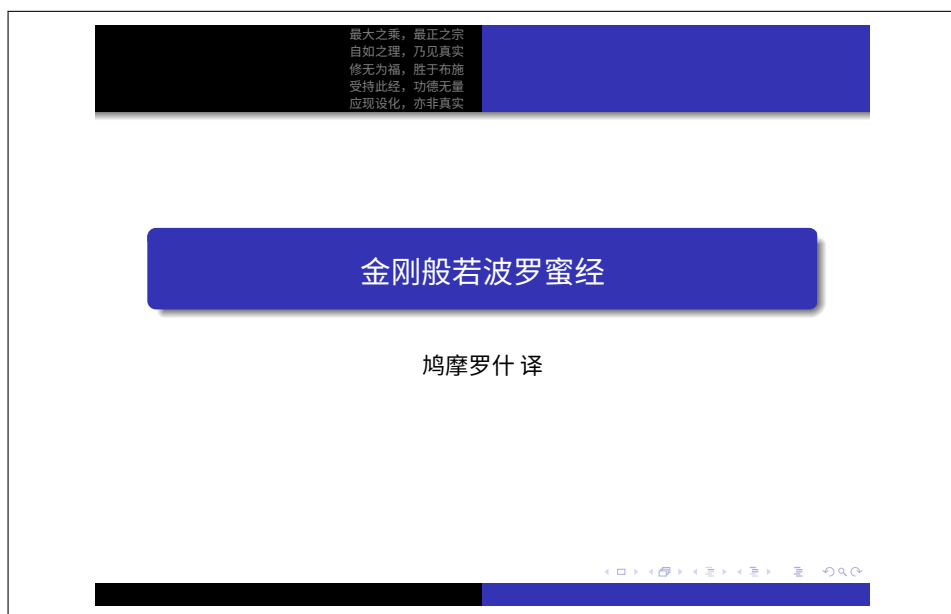 最大之乘，最正之宗
自如之理，乃见真实
修无为福，胜于布施
受持此经，功德无量
应现设化，亦非真实
金刚般若波罗蜜经
鸠摩罗什 译